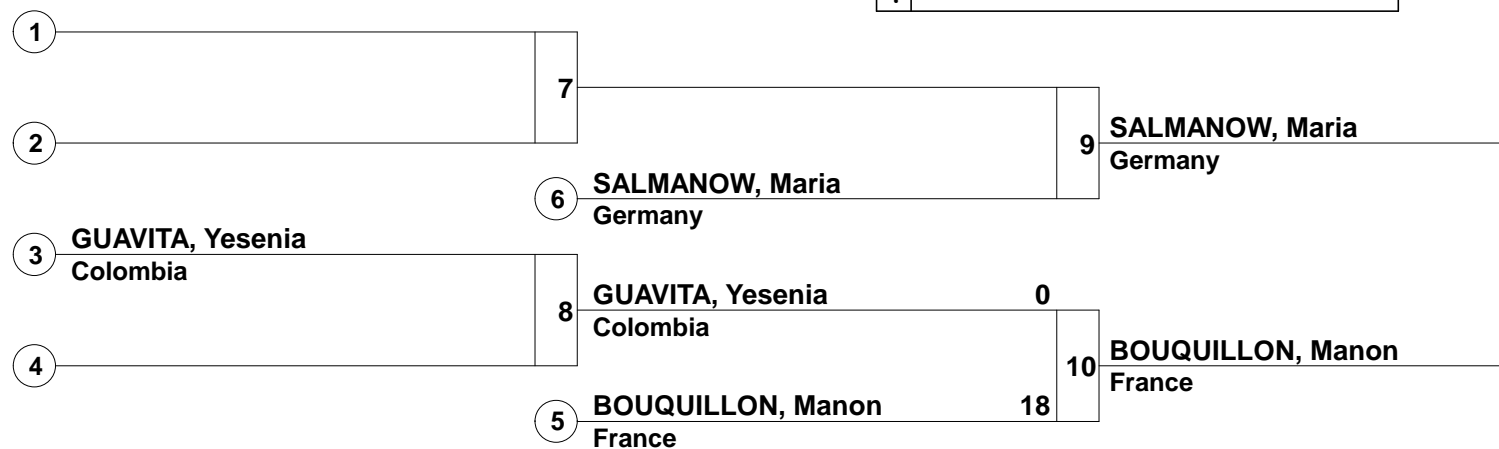 1
7
2
9
SALMANOW, Maria
Germany
6
SALMANOW, Maria
Germany
3
GUAVITA, Yesenia
Colombia
8
GUAVITA, Yesenia 0
Colombia
4
10
BOUQUILLON, Manon
France
5
BOUQUILLON, Manon 18
France